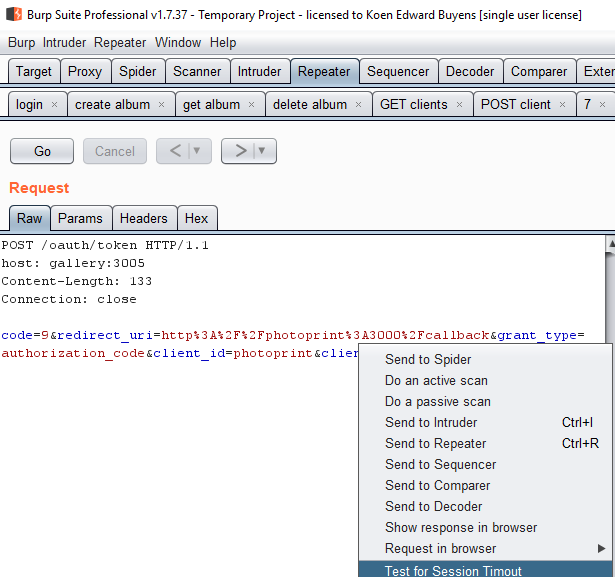 Burp Suite Professional v1.7.37 - Temporary Project - licensed to Koen Edward Buyens [single user license]
Burp Intruder Repeater Window Help
Target Proxy Spider Scanner Intruder Repeater Sequencer Decoder Comparer Exter
login × create album × get album × delete album × GET clients × POST client × 7 ×
Go Cancel < ▼ > ▼
Request
Raw Params Headers Hex
POST /oauth/token HTTP/1.1
host: gallery:3005
Content-Length: 133
Connection: close
code=9&redirect_uri=http%3A%2F%2Fphotoprint%3A3000%2Fcallback&grant_type=
authorization_code&client_id=photoprint&clien
Send to Spider
Do an active scan
Do a passive scan
Send to Intruder Ctrl+I
Send to Repeater Ctrl+R
Send to Sequencer
Send to Comparer
Send to Decoder
Show response in browser
Request in browser
Test for Session Timout